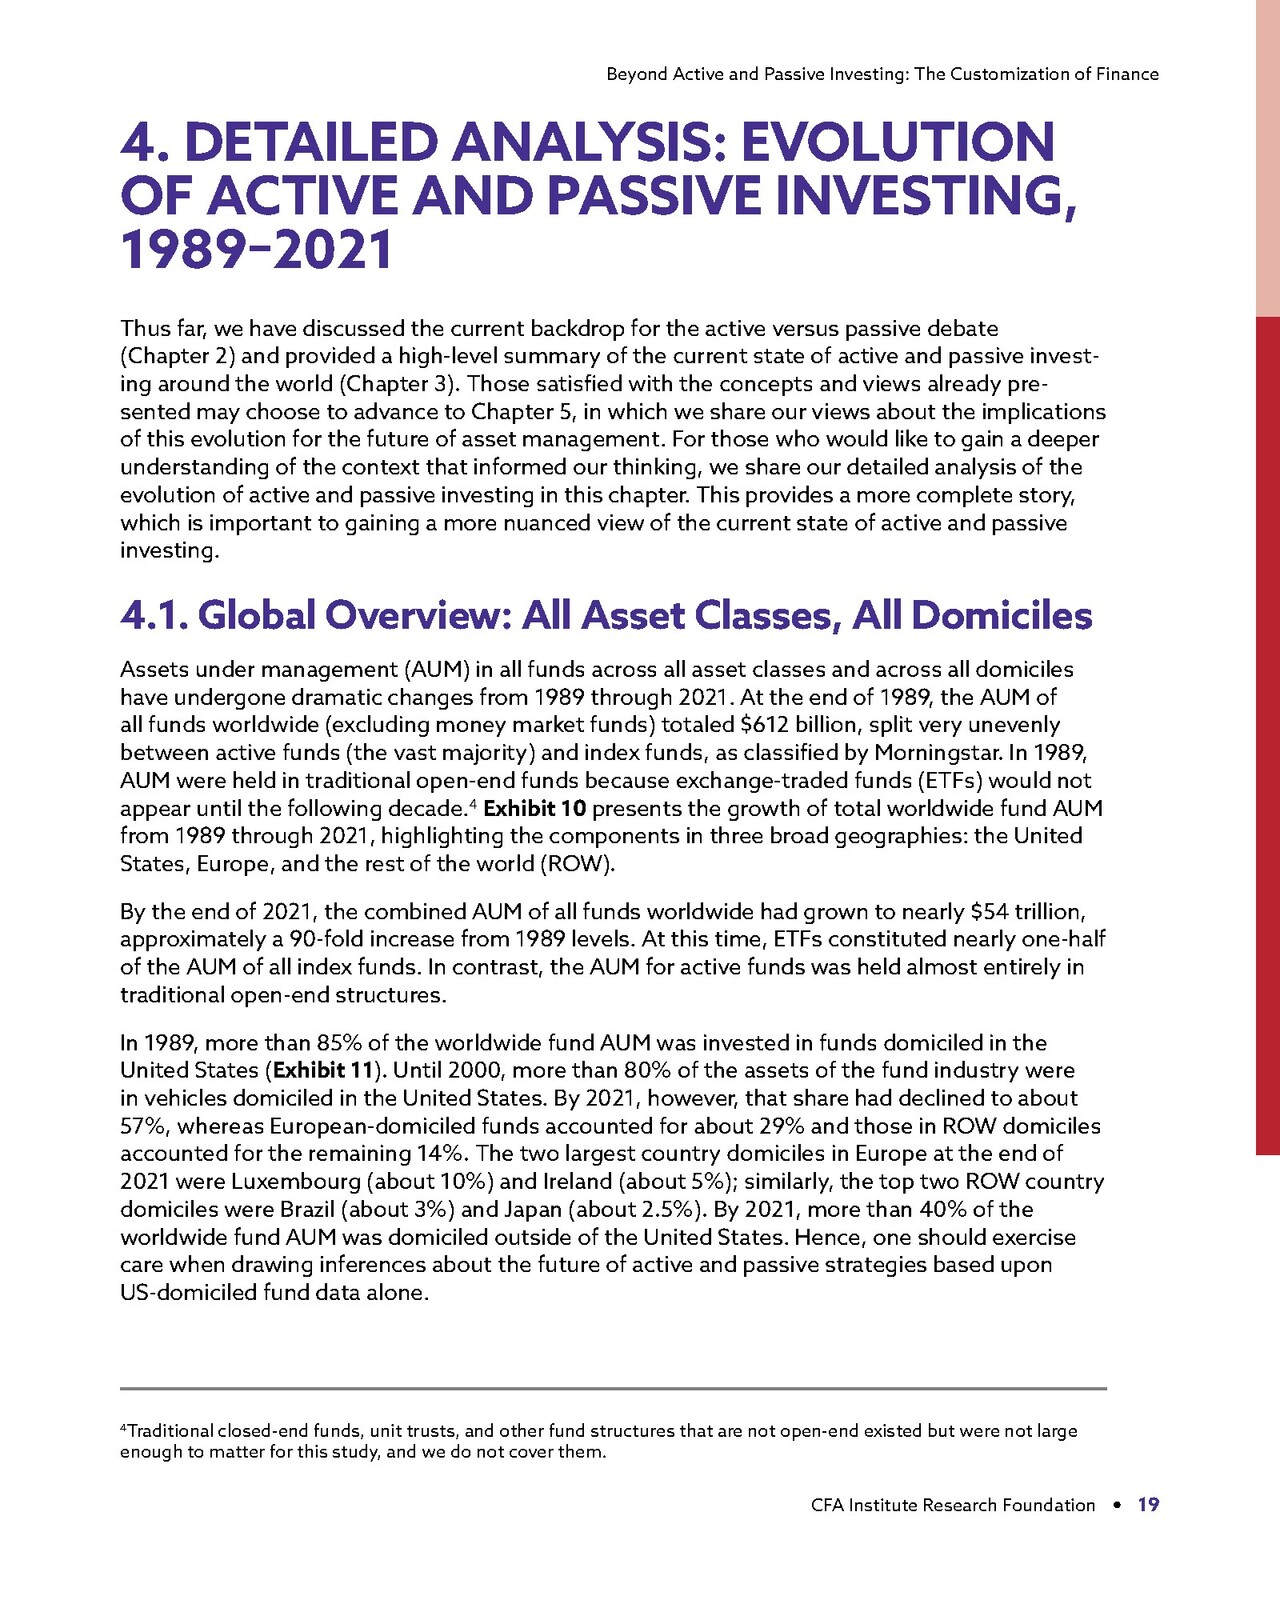 Beyond Active and Passive Investing: The Customization of Finance
4. DETAILED ANALYSIS: EVOLUTION
OF ACTIVE AND PASSIVE INVESTING,
1989–2021
Thus far, we have discussed the current backdrop for the active versus passive debate
(Chapter 2) and provided a high-level summary of the current state of active and passive invest-
ing around the world (Chapter 3). Those satisfied with the concepts and views already pre-
sented may choose to advance to Chapter 5, in which we share our views about the implications
of this evolution for the future of asset management. For those who would like to gain a deeper
understanding of the context that informed our thinking, we share our detailed analysis of the
evolution of active and passive investing in this chapter. This provides a more complete story,
which is important to gaining a more nuanced view of the current state of active and passive
investing.
4.1. Global Overview: All Asset Classes, All Domiciles
Assets under management (AUM) in all funds across all asset classes and across all domiciles
have undergone dramatic changes from 1989 through 2021. At the end of 1989, the AUM of
all funds worldwide (excluding money market funds) totaled $612 billion, split very unevenly
between active funds (the vast majority) and index funds, as classified by Morningstar. In 1989,
AUM were held in traditional open-end funds because exchange-traded funds (ETFs) would not
appear until the following decade.⁴ Exhibit 10 presents the growth of total worldwide fund AUM
from 1989 through 2021, highlighting the components in three broad geographies: the United
States, Europe, and the rest of the world (ROW).
By the end of 2021, the combined AUM of all funds worldwide had grown to nearly $54 trillion,
approximately a 90-fold increase from 1989 levels. At this time, ETFs constituted nearly one-half
of the AUM of all index funds. In contrast, the AUM for active funds was held almost entirely in
traditional open-end structures.
In 1989, more than 85% of the worldwide fund AUM was invested in funds domiciled in the
United States (Exhibit 11). Until 2000, more than 80% of the assets of the fund industry were
in vehicles domiciled in the United States. By 2021, however, that share had declined to about
57%, whereas European-domiciled funds accounted for about 29% and those in ROW domiciles
accounted for the remaining 14%. The two largest country domiciles in Europe at the end of
2021 were Luxembourg (about 10%) and Ireland (about 5%); similarly, the top two ROW country
domiciles were Brazil (about 3%) and Japan (about 2.5%). By 2021, more than 40% of the
worldwide fund AUM was domiciled outside of the United States. Hence, one should exercise
care when drawing inferences about the future of active and passive strategies based upon
US-domiciled fund data alone.
⁴Traditional closed-end funds, unit trusts, and other fund structures that are not open-end existed but were not large
enough to matter for this study, and we do not cover them.
CFA Institute Research Foundation • 19